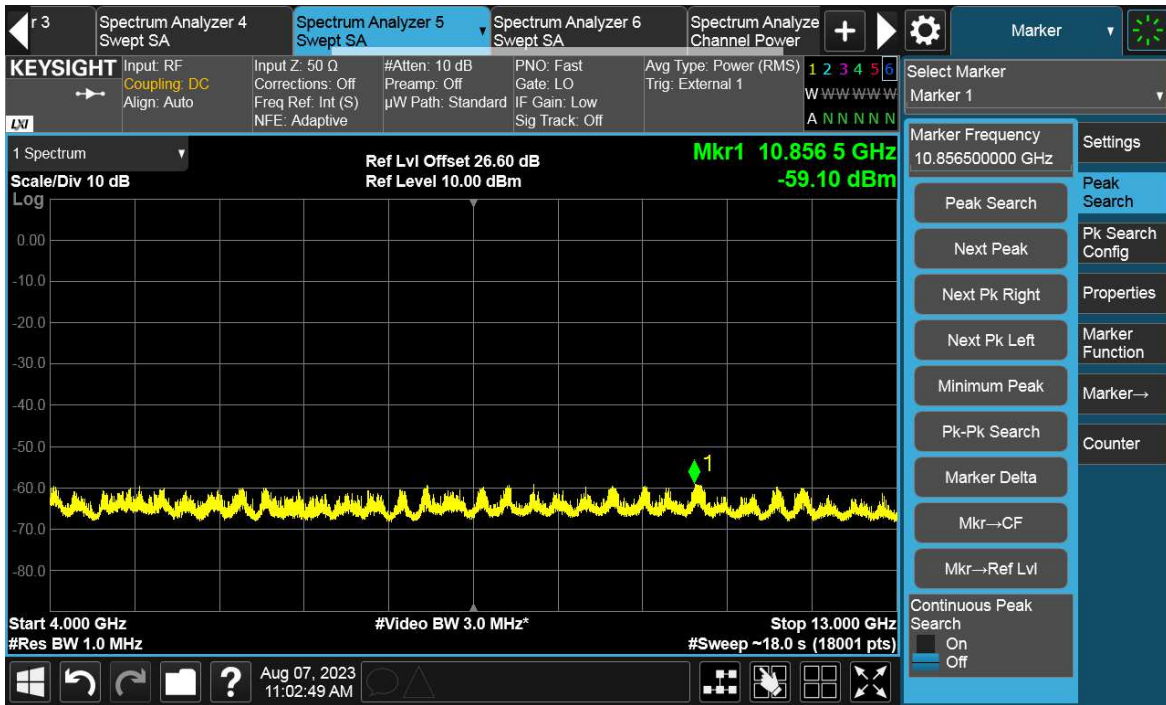 r 3
Spectrum Analyzer 4
Swept SA
Spectrum Analyzer 5
Swept SA
Spectrum Analyzer 6
Swept SA
Spectrum Analyze
Channel Power
+
Marker
KEYSIGHT
LXI
Input: RF
Coupling: DC
Align: Auto
Input Z: 50 Ω
Corrections: Off
Freq Ref: Int (S)
NFE: Adaptive
#Atten: 10 dB
Preamp: Off
µW Path: Standard
PNO: Fast
Gate: LO
IF Gain: Low
Sig Track: Off
Avg Type: Power (RMS)
Trig: External 1
1 2 3 4 5 6
W W W W W W
A N N N N N
1 Spectrum
Scale/Div 10 dB
Log
Ref Lvl Offset 26.60 dB
Ref Level 10.00 dBm
Mkr1 10.856 5 GHz
-59.10 dBm
0.00
-10.0
-20.0
-30.0
-40.0
-50.0
-60.0
-70.0
-80.0
1
Start 4.000 GHz
#Res BW 1.0 MHz
#Video BW 3.0 MHz*
Stop 13.000 GHz
#Sweep ~18.0 s (18001 pts)
Select Marker
Marker 1
Marker Frequency
10.856500000 GHz
Peak Search
Next Peak
Next Pk Right
Next Pk Left
Minimum Peak
Pk-Pk Search
Marker Delta
Mkr→CF
Mkr→Ref Lvl
Continuous Peak
Search
On
Off
Settings
Peak
Search
Pk Search
Config
Properties
Marker
Function
Marker→
Counter
?
Aug 07, 2023
11:02:49 AM